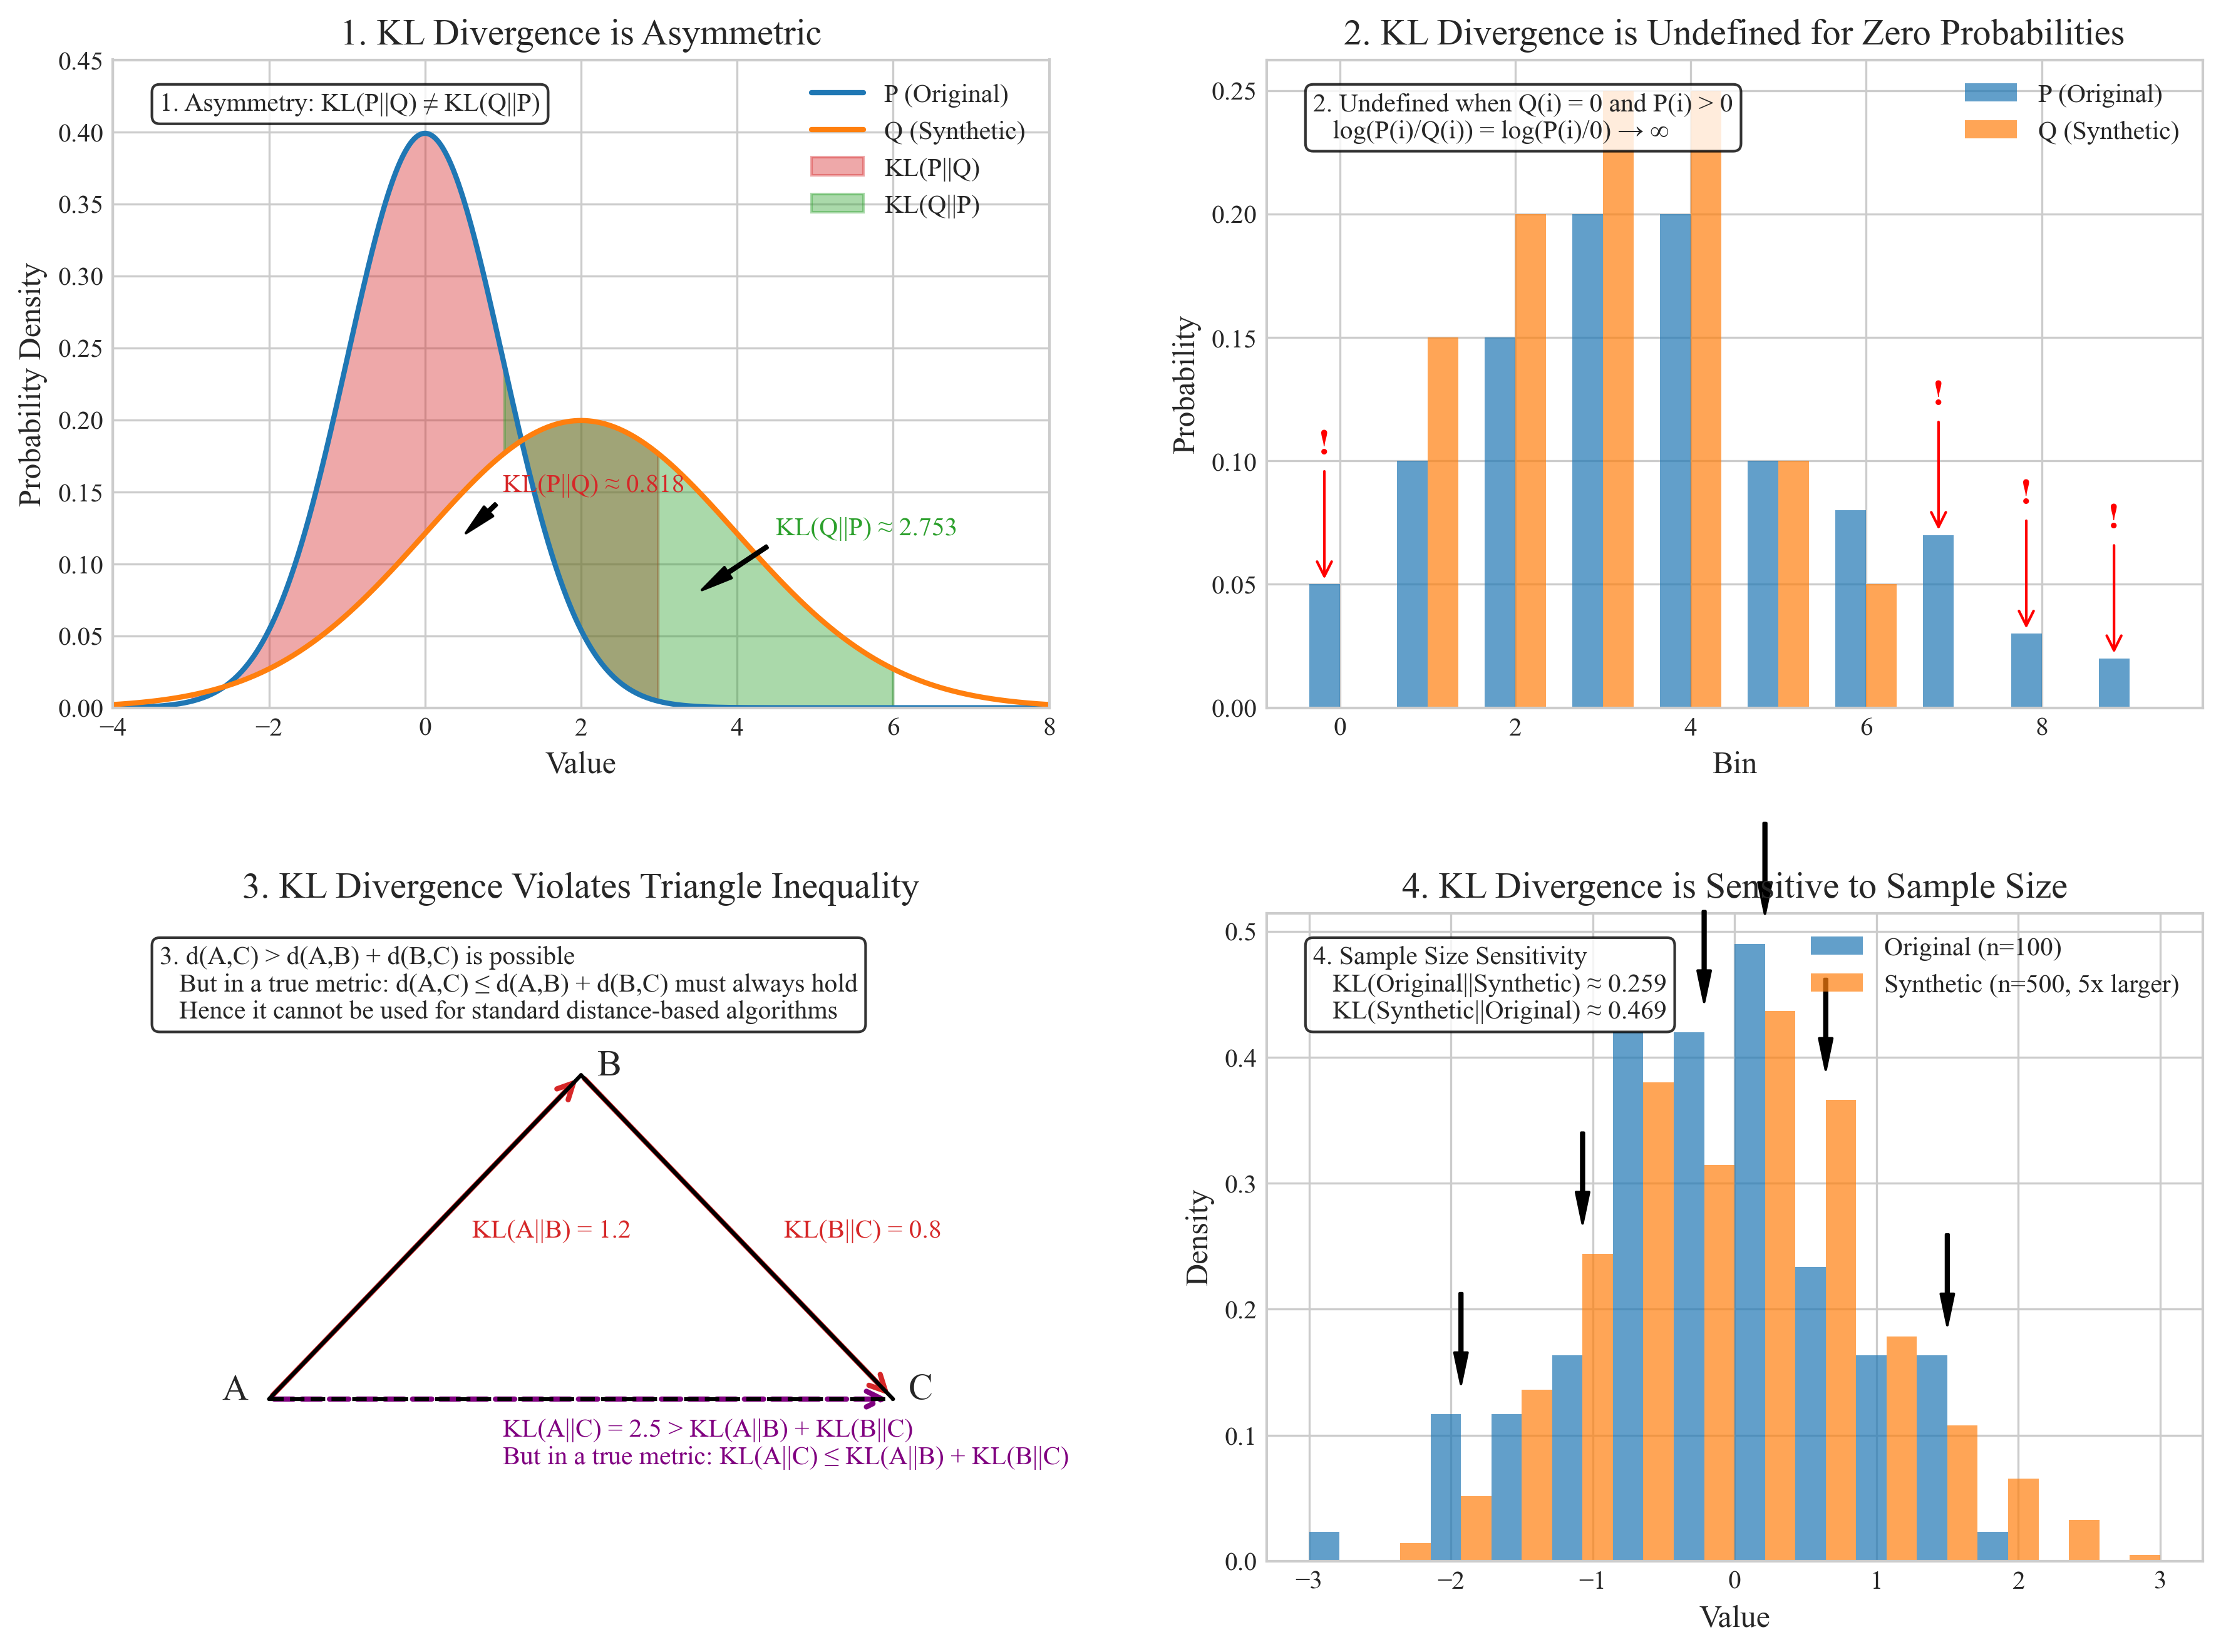 1. KL Divergence is Asymmetric
0.45
0.40
0.35
0.30
0.25
0.20
0.15
0.10
0.05
0.00
Probability Density
1. Asymmetry: KL(P||Q) ≠ KL(Q||P)
P (Original)
Q (Synthetic)
KL(P||Q)
KL(Q||P)
KL(P||Q) ≈ 0.818
KL(Q||P) ≈ 2.753
−4 −2 0 2 4 6 8
Value
2. KL Divergence is Undefined for Zero Probabilities
0.25
0.20
0.15
0.10
0.05
0.00
Probability
2. Undefined when Q(i) = 0 and P(i) > 0
log(P(i)/Q(i)) = log(P(i)/0) → ∞
P (Original)
Q (Synthetic)
!
!
!
!
0 2 4 6 8
Bin
3. KL Divergence Violates Triangle Inequality
3. d(A,C) > d(A,B) + d(B,C) is possible
But in a true metric: d(A,C) ≤ d(A,B) + d(B,C) must always hold
Hence it cannot be used for standard distance-based algorithms
B
KL(A||B) = 1.2
KL(B||C) = 0.8
A
C
KL(A||C) = 2.5 > KL(A||B) + KL(B||C)
But in a true metric: KL(A||C) ≤ KL(A||B) + KL(B||C)
4. KL Divergence is Sensitive to Sample Size
0.5
0.4
0.3
0.2
0.1
0.0
Density
4. Sample Size Sensitivity
KL(Original||Synthetic) ≈ 0.259
KL(Synthetic||Original) ≈ 0.469
Original (n=100)
Synthetic (n=500, 5x larger)
−3 −2 −1 0 1 2 3
Value